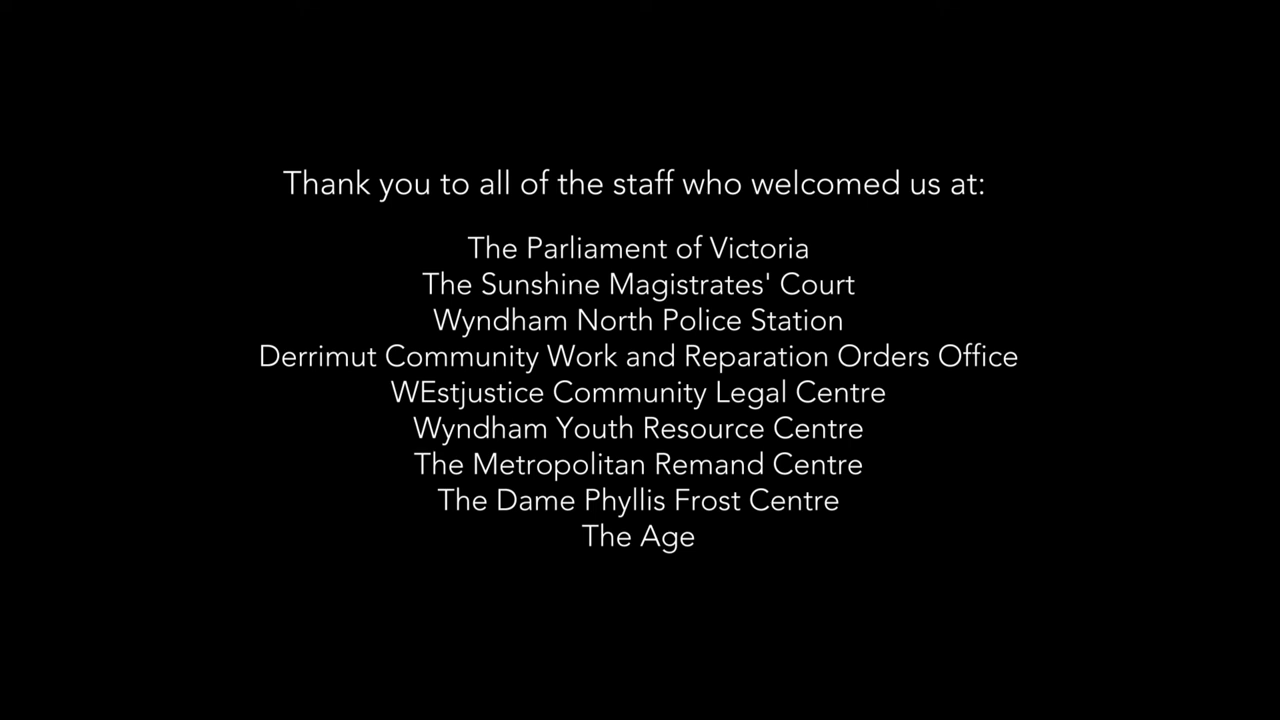 Thank you to all of the staff who welcomed us at:
The Parliament of Victoria
The Sunshine Magistrates' Court
Wyndham North Police Station
Derrimut Community Work and Reparation Orders Office
WEstjustice Community Legal Centre
Wyndham Youth Resource Centre
The Metropolitan Remand Centre
The Dame Phyllis Frost Centre
The Age